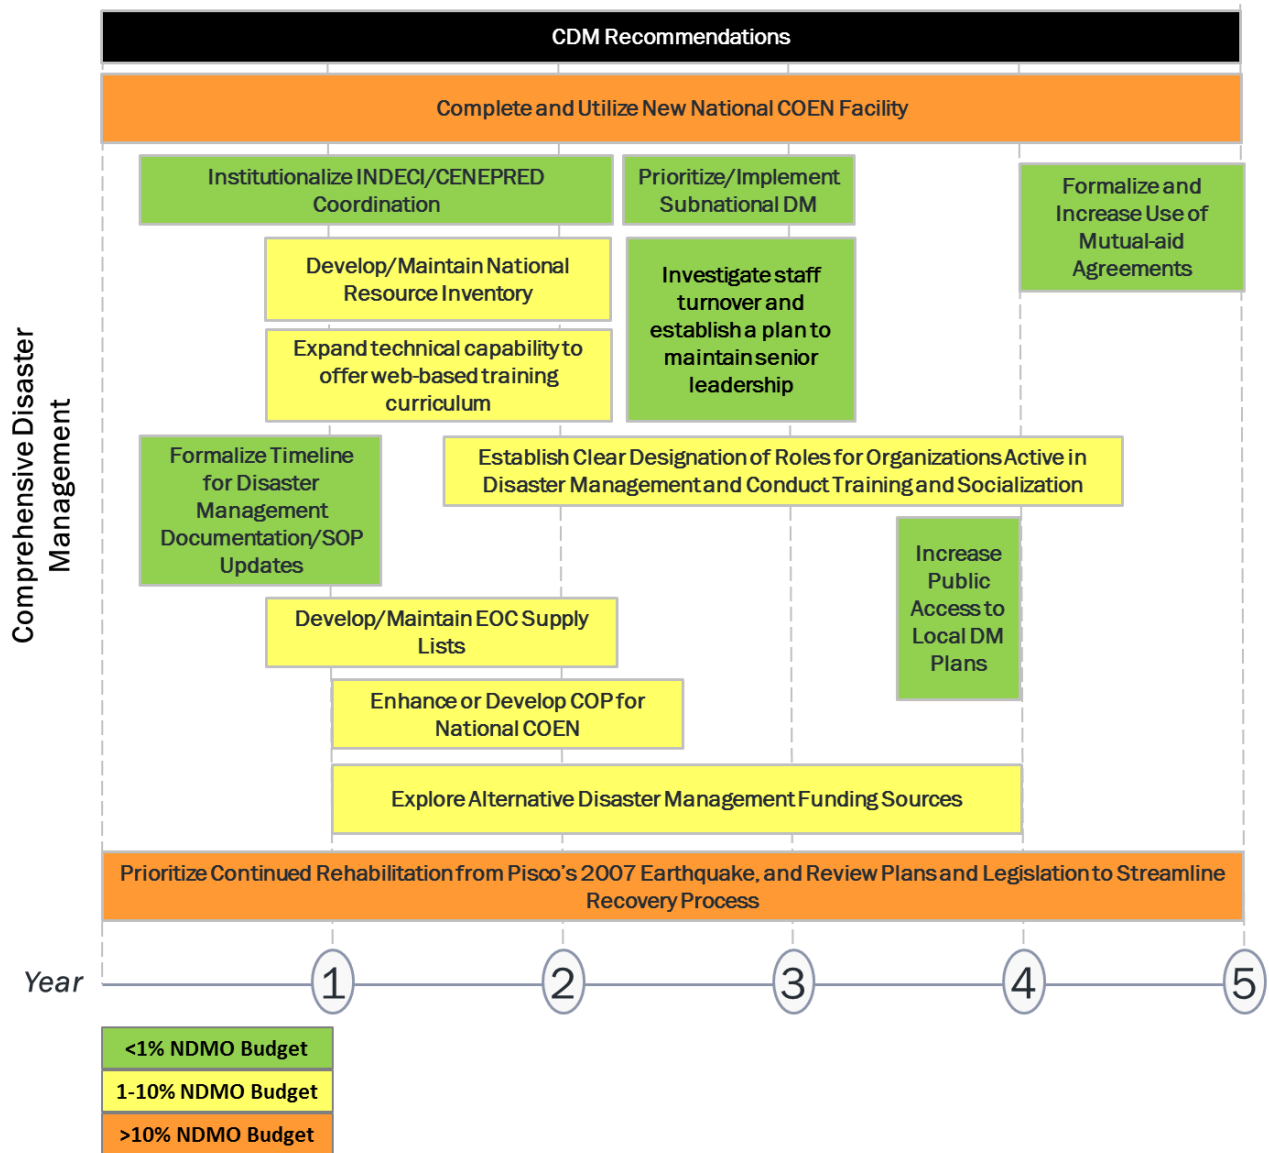 CDM Recommendations
Complete and Utilize New National COEN Facility
Institutionalize INDECI/CENEPRED
Coordination
Prioritize/Implement
Subnational DM
Formalize and
Increase Use of
Mutual-aid
Agreements
Develop/Maintain National
Resource Inventory
Investigate staff
turnover and
establish a plan to
maintain senior
leadership
Expand technical capability to
offer web-based training
curriculum
Comprehensive Disaster
Management
Formalize Timeline
for Disaster
Management
Documentation/SOP
Updates
Establish Clear Designation of Roles for Organizations Active in
Disaster Management and Conduct Training and Socialization
Increase
Public
Access to
Local DM
Plans
Develop/Maintain EOC Supply
Lists
Enhance or Develop COP for
National COEN
Explore Alternative Disaster Management Funding Sources
Prioritize Continued Rehabilitation from Pisco's 2007 Earthquake, and Review Plans and Legislation to Streamline
Recovery Process
Year
1
2
3
4
5
<1% NDMO Budget
1-10% NDMO Budget
>10% NDMO Budget